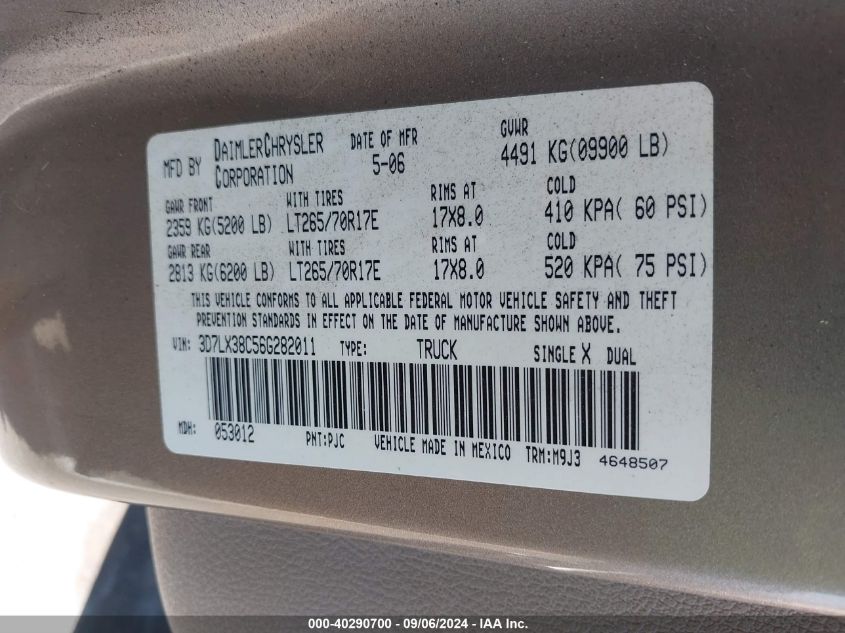 MFD BY DAIMLERCHRYSLER CORPORATION DATE OF MFR 5-06 GVWR 4491 KG(09900 LB)
GAWR FRONT WITH TIRES RIMS AT COLD
2359 KG(5200 LB) LT265/70R17E 17X8.0 410 KPA( 60 PSI)
GAWR REAR WITH TIRES RIMS AT COLD
2813 KG(6200 LB) LT265/70R17E 17X8.0 520 KPA( 75 PSI)
THIS VEHICLE CONFORMS TO ALL APPLICABLE FEDERAL MOTOR VEHICLE SAFETY AND THEFT
PREVENTION STANDARDS IN EFFECT ON THE DATE OF MANUFACTURE SHOWN ABOVE.
VIN: 3D7LX38C56G282011 TYPE: TRUCK SINGLE X DUAL
MDH: 053012 PNT:PJC VEHICLE MADE IN MEXICO TRM:M9J3 4648507
000-40290700 - 09/06/2024 - IAA Inc.